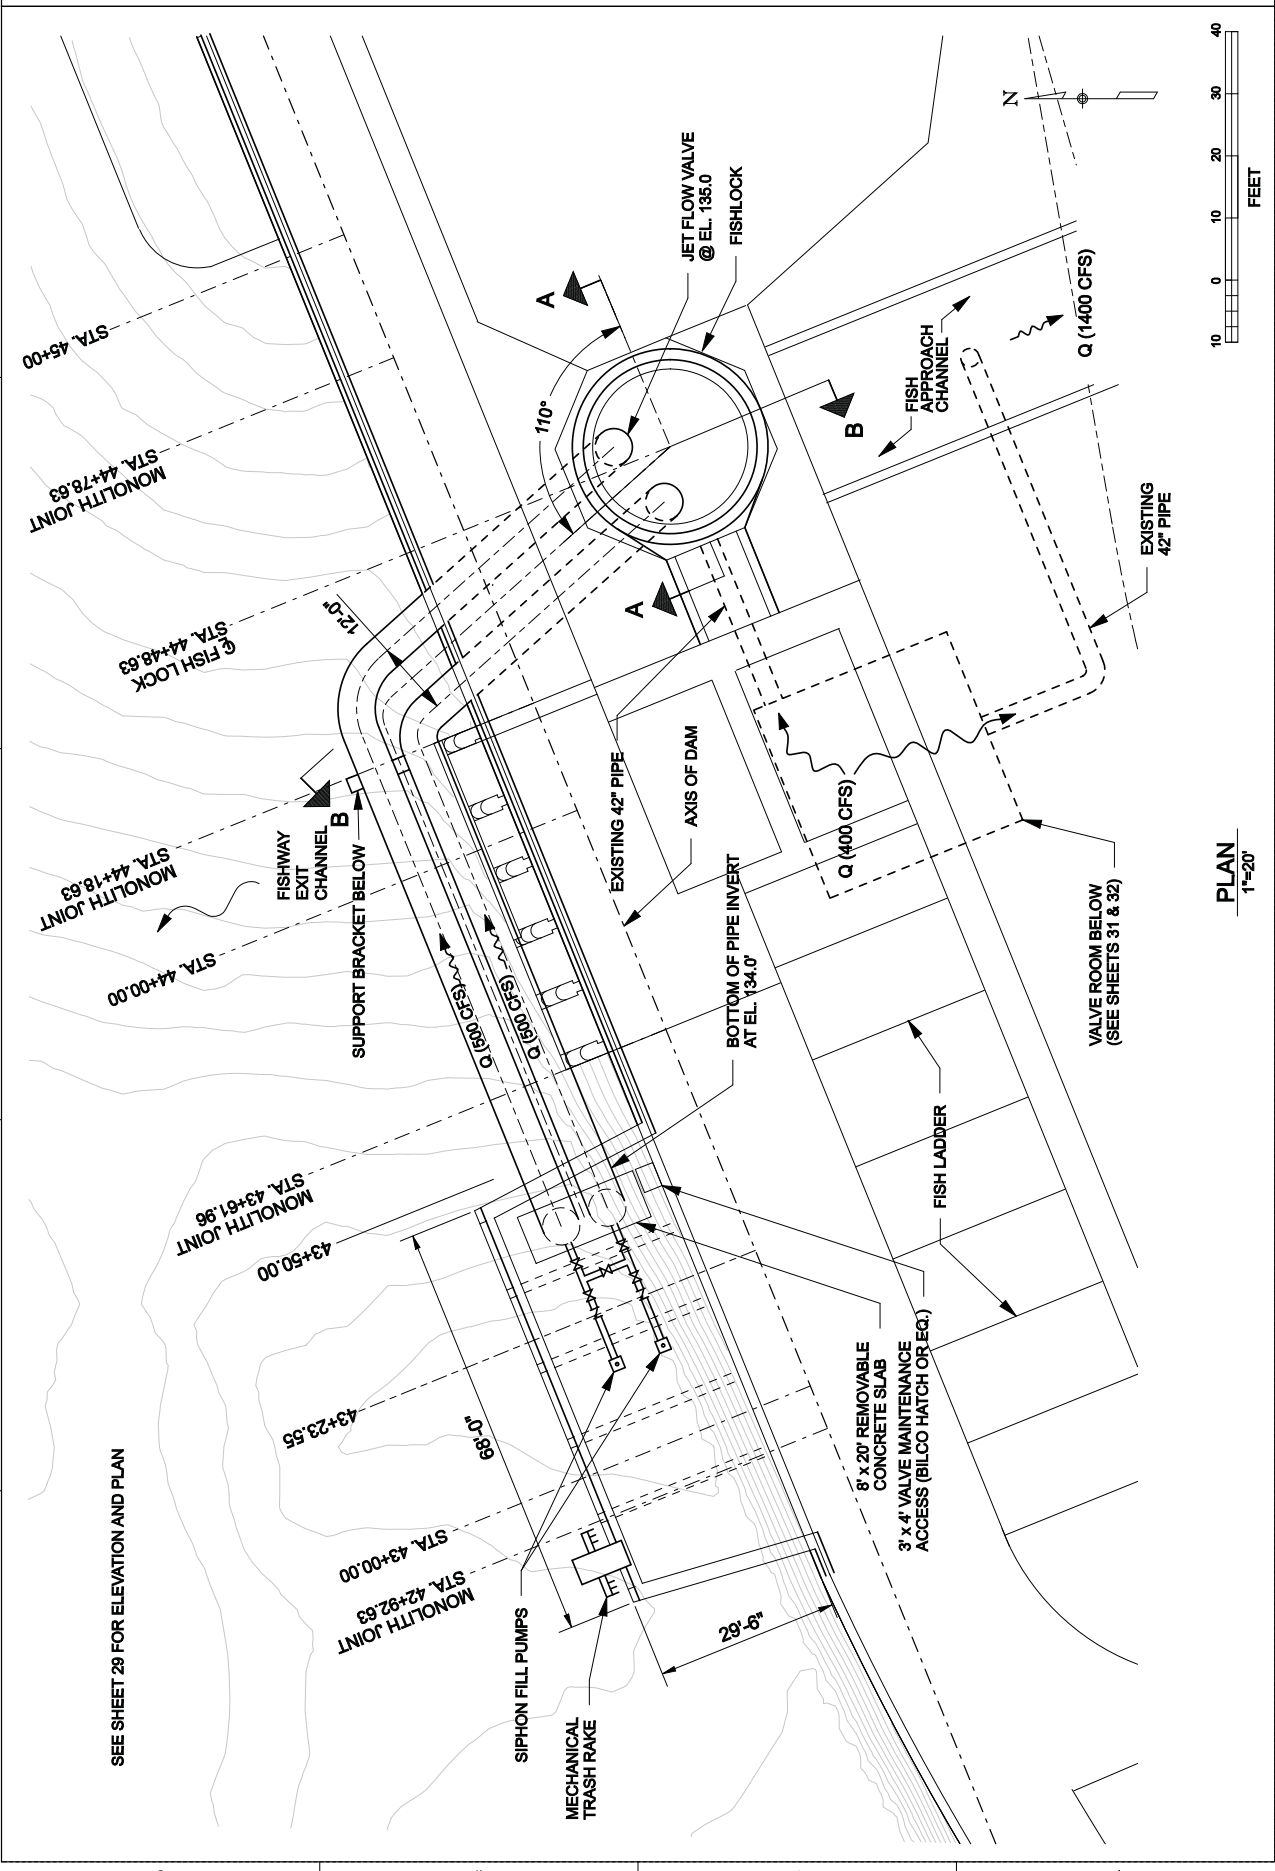 SEE SHEET 29 FOR ELEVATION AND PLAN
MONOLITH JOINT
STA. 42+92.63
STA. 43+00.00
43+23.55
43+50.00
MONOLITH JOINT
STA. 43+61.96
STA. 44+00.00
MONOLITH JOINT
STA. 44+18.63
℄ FISH LOCK
STA. 44+48.63
MONOLITH JOINT
STA. 44+78.63
STA. 45+00
FISHWAY
EXIT
CHANNEL
B
SUPPORT BRACKET BELOW
12'-0"
68'-0"
Q (500 CFS)
Q (500 CFS)
SIPHON FILL PUMPS
MECHANICAL
TRASH RAKE
29'-6"
110°
A
A
JET FLOW VALVE
@ EL. 135.0
FISHLOCK
EXISTING 42" PIPE
AXIS OF DAM
BOTTOM OF PIPE INVERT
AT EL. 134.0'
B
FISH
APPROACH
CHANNEL
Q (1400 CFS)
Q (400 CFS)
EXISTING
42" PIPE
8' x 20' REMOVABLE
CONCRETE SLAB
3' x 4' VALVE MAINTENANCE
ACCESS (BILCO HATCH OR EQ.)
FISH LADDER
VALVE ROOM BELOW
(SEE SHEETS 31 & 32)
N
PLAN
1"=20'
10 0 10 20 30 40
FEET